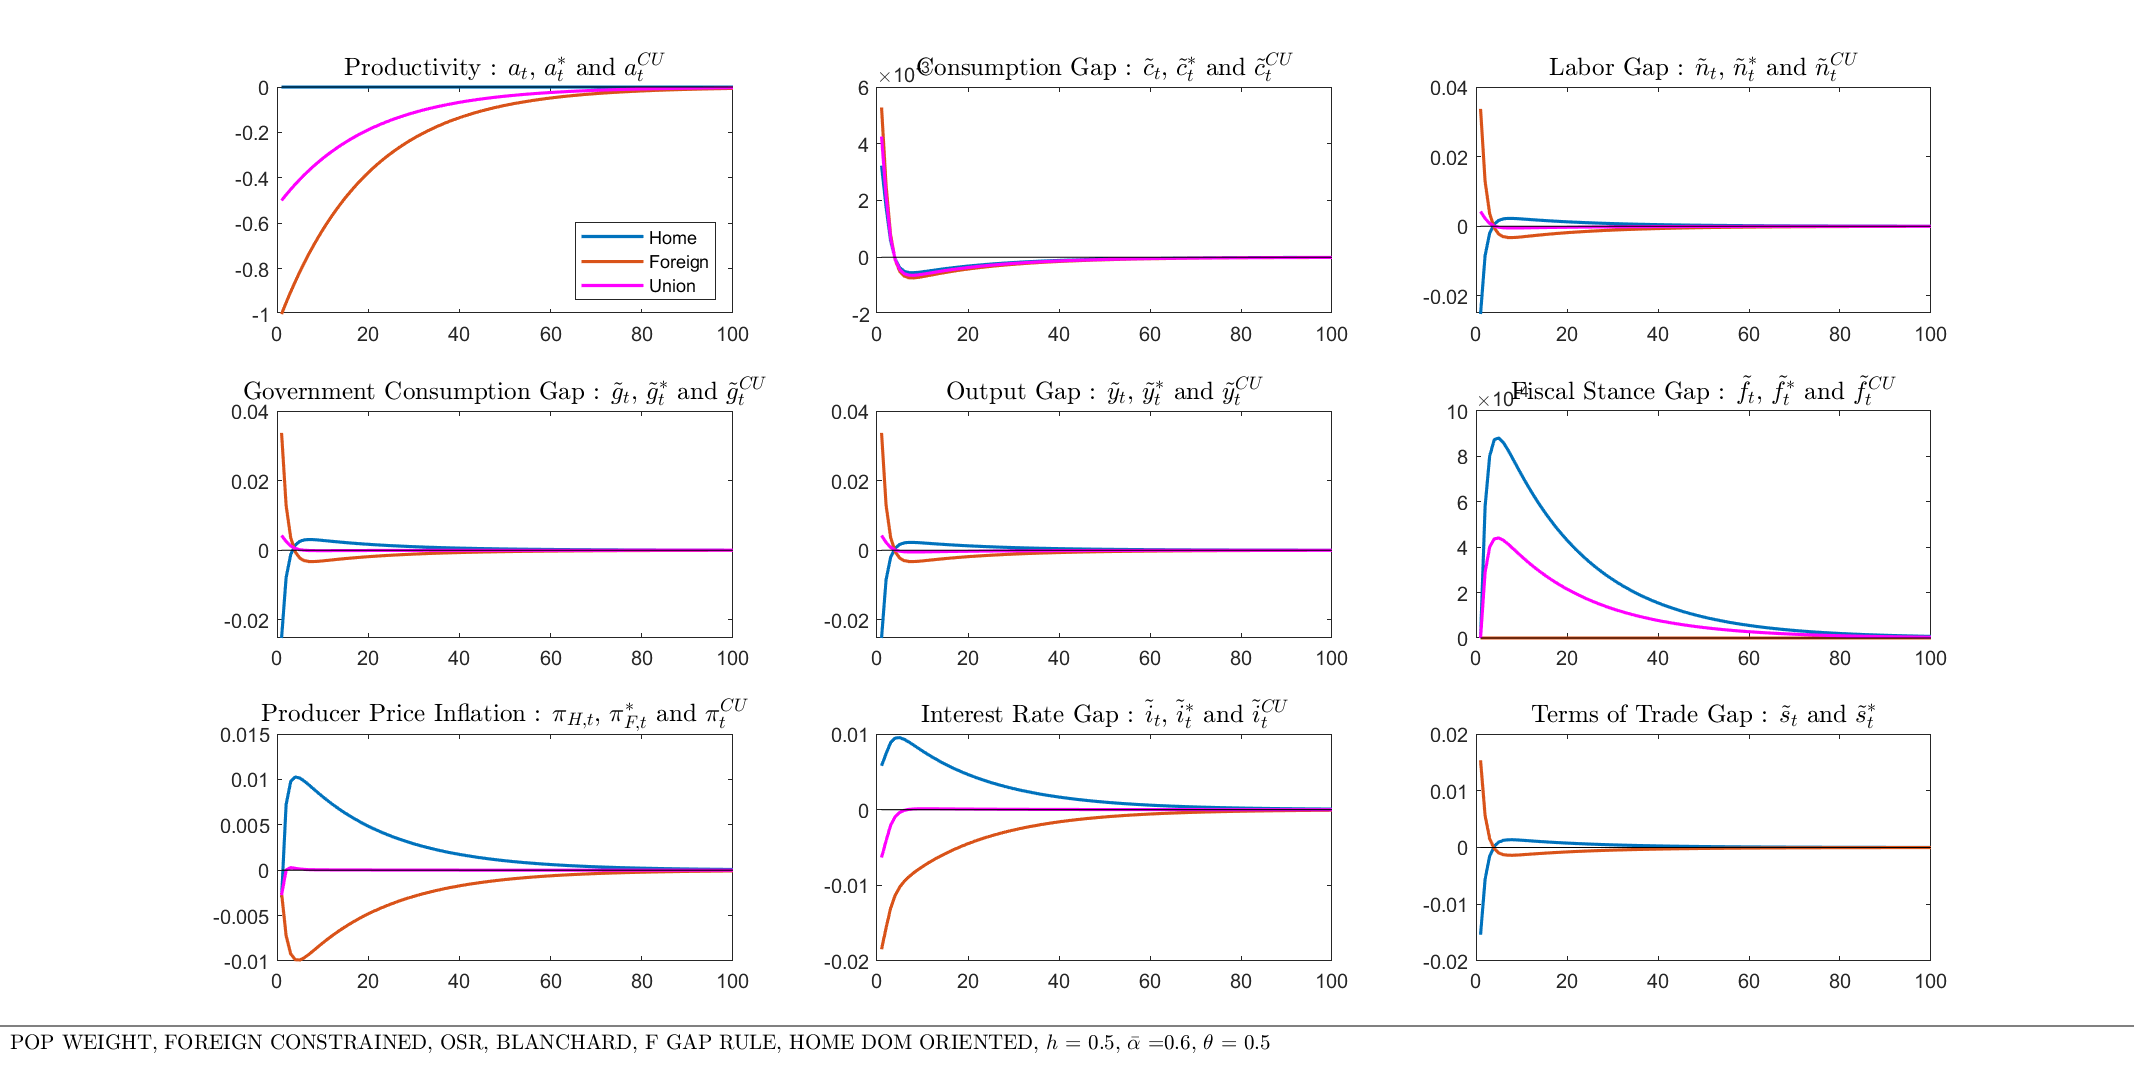 Productivity : a_t, a_t^* and a_t^{CU}
0
-0.2
-0.4
-0.6
-0.8
-1
0 20 40 60 80 100
Home
Foreign
Union
Consumption Gap : c̃_t, c̃_t^* and c̃_t^{CU}
×10
6
4
2
0
-2
0 20 40 60 80 100
Labor Gap : ñ_t, ñ_t^* and ñ_t^{CU}
0.04
0.02
0
-0.02
0 20 40 60 80 100
Government Consumption Gap : g̃_t, g̃_t^* and g̃_t^{CU}
0.04
0.02
0
-0.02
0 20 40 60 80 100
Output Gap : ỹ_t, ỹ_t^* and ỹ_t^{CU}
0.04
0.02
0
-0.02
0 20 40 60 80 100
Fiscal Stance Gap : f̃_t, f̃_t^* and f̃_t^{CU}
×10
10
8
6
4
2
0
0 20 40 60 80 100
Producer Price Inflation : π_{H,t}, π_{F,t}^* and π_t^{CU}
0.015
0.01
0.005
0
-0.005
-0.01
0 20 40 60 80 100
Interest Rate Gap : ĩ_t, ĩ_t^* and ĩ_t^{CU}
0.01
0
-0.01
-0.02
0 20 40 60 80 100
Terms of Trade Gap : s̃_t and s̃_t^*
0.02
0.01
0
-0.01
-0.02
0 20 40 60 80 100
POP WEIGHT, FOREIGN CONSTRAINED, OSR, BLANCHARD, F GAP RULE, HOME DOM ORIENTED, h = 0.5, ᾱ =0.6, θ = 0.5